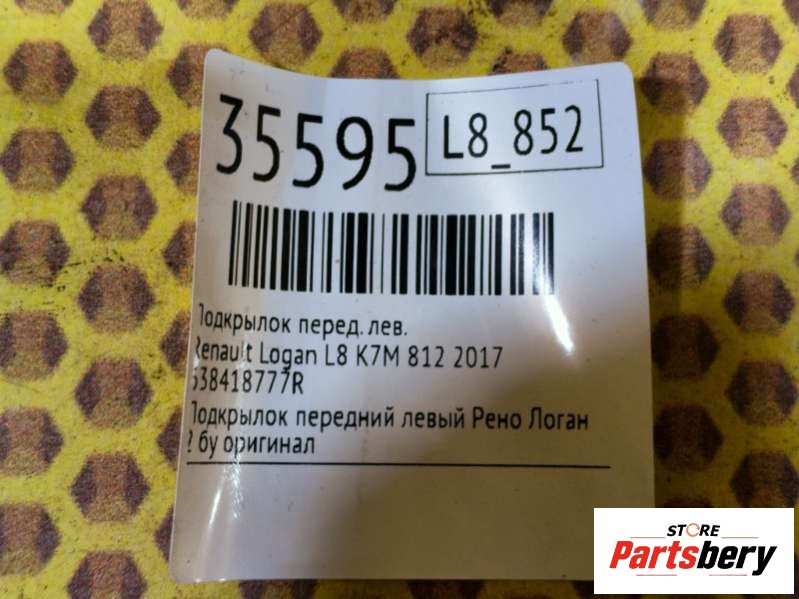 35595 L8_852
Подкрылок перед. лев.
Renault Logan L8 K7M 812 2017
638418777R
Подкрылок передний левый Рено Логан
2 бу оригинал
STORE
Partsbery